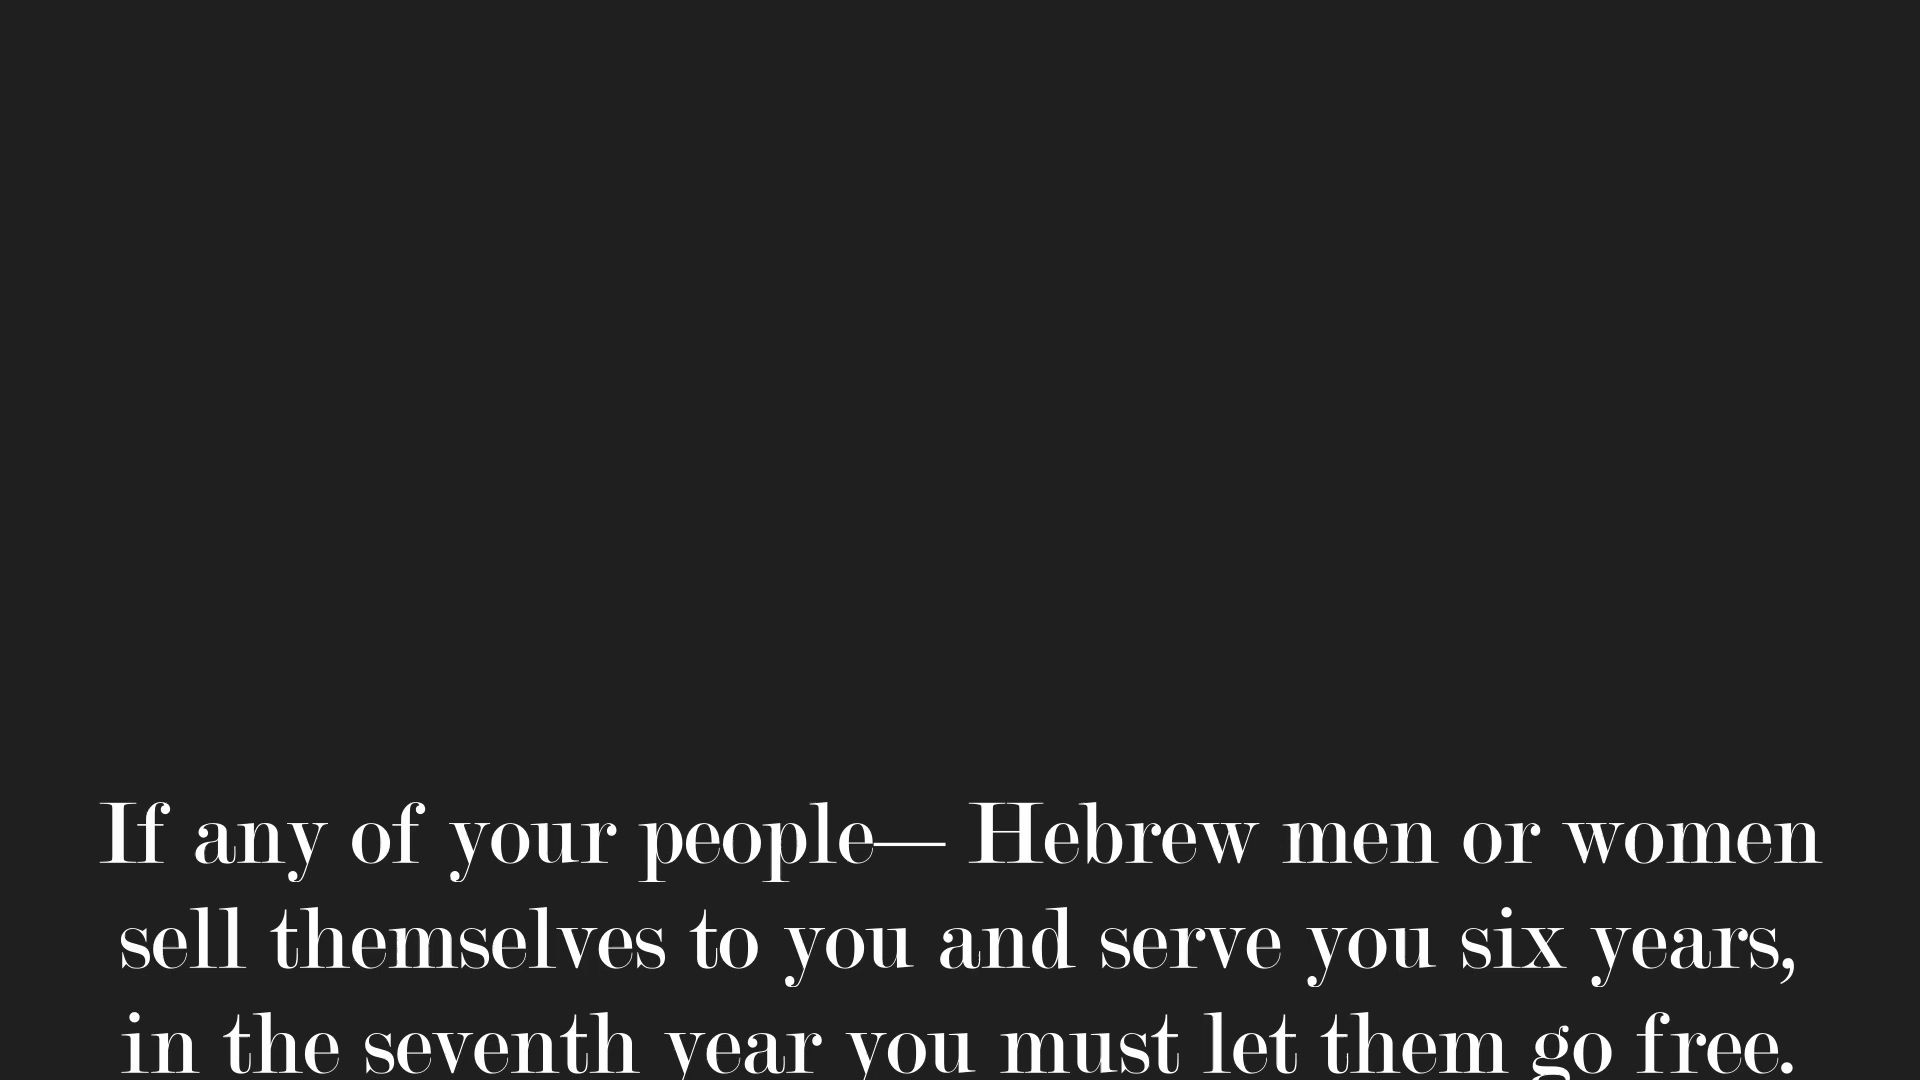 If any of your people— Hebrew men or women
sell themselves to you and serve you six years,
in the seventh year you must let them go free.